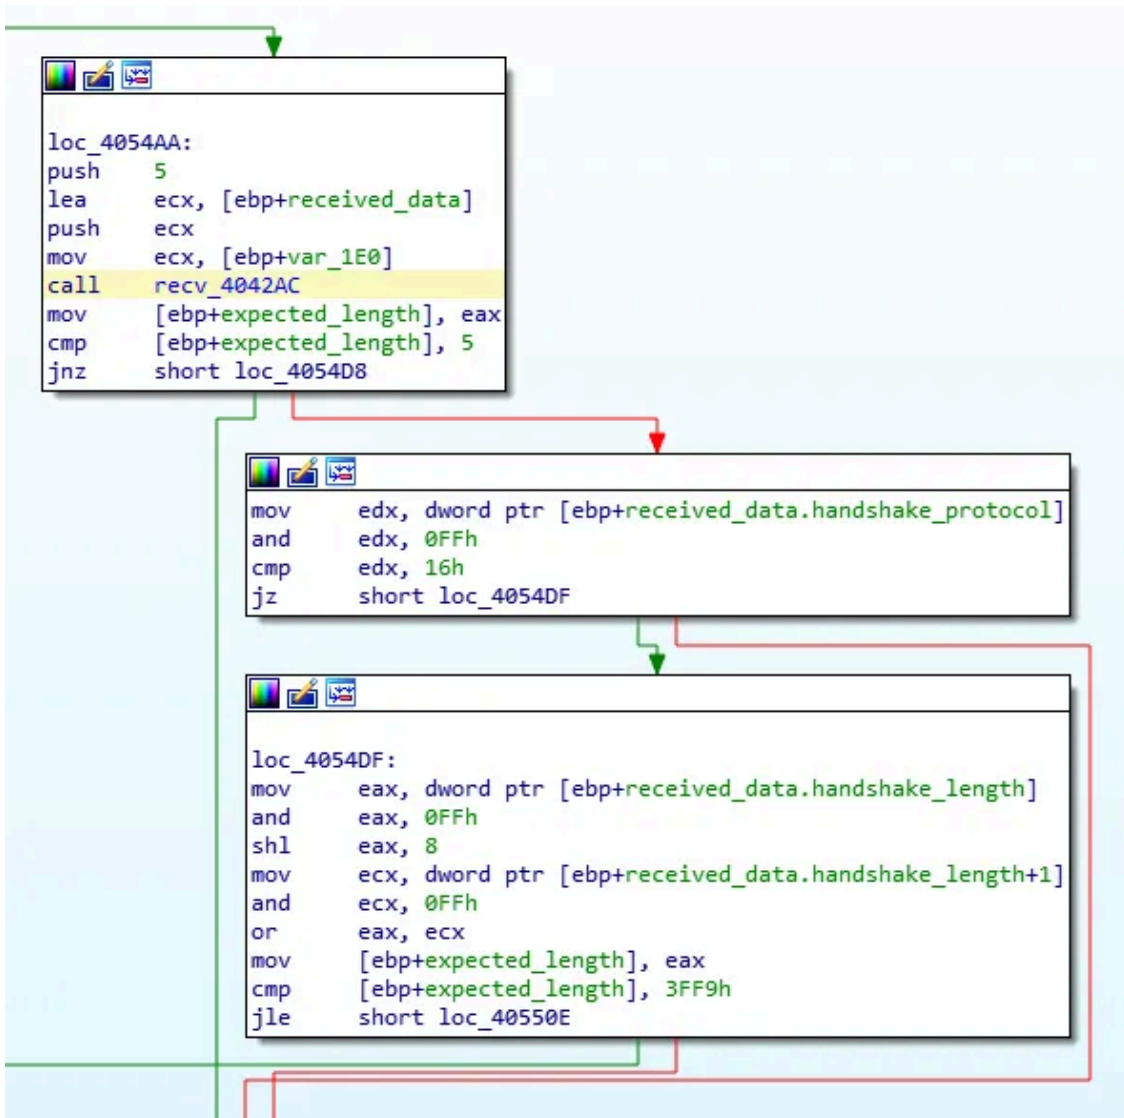 loc_4054AA:
push 5
lea ecx, [ebp+received_data]
push ecx
mov ecx, [ebp+var_1E0]
call recv_4042AC
mov [ebp+expected_length], eax
cmp [ebp+expected_length], 5
jnz short loc_4054D8
mov edx, dword ptr [ebp+received_data.handshake_protocol]
and edx, 0FFh
cmp edx, 16h
jz short loc_4054DF
loc_4054DF:
mov eax, dword ptr [ebp+received_data.handshake_length]
and eax, 0FFh
shl eax, 8
mov ecx, dword ptr [ebp+received_data.handshake_length+1]
and ecx, 0FFh
or eax, ecx
mov [ebp+expected_length], eax
cmp [ebp+expected_length], 3FF9h
jle short loc_40550E